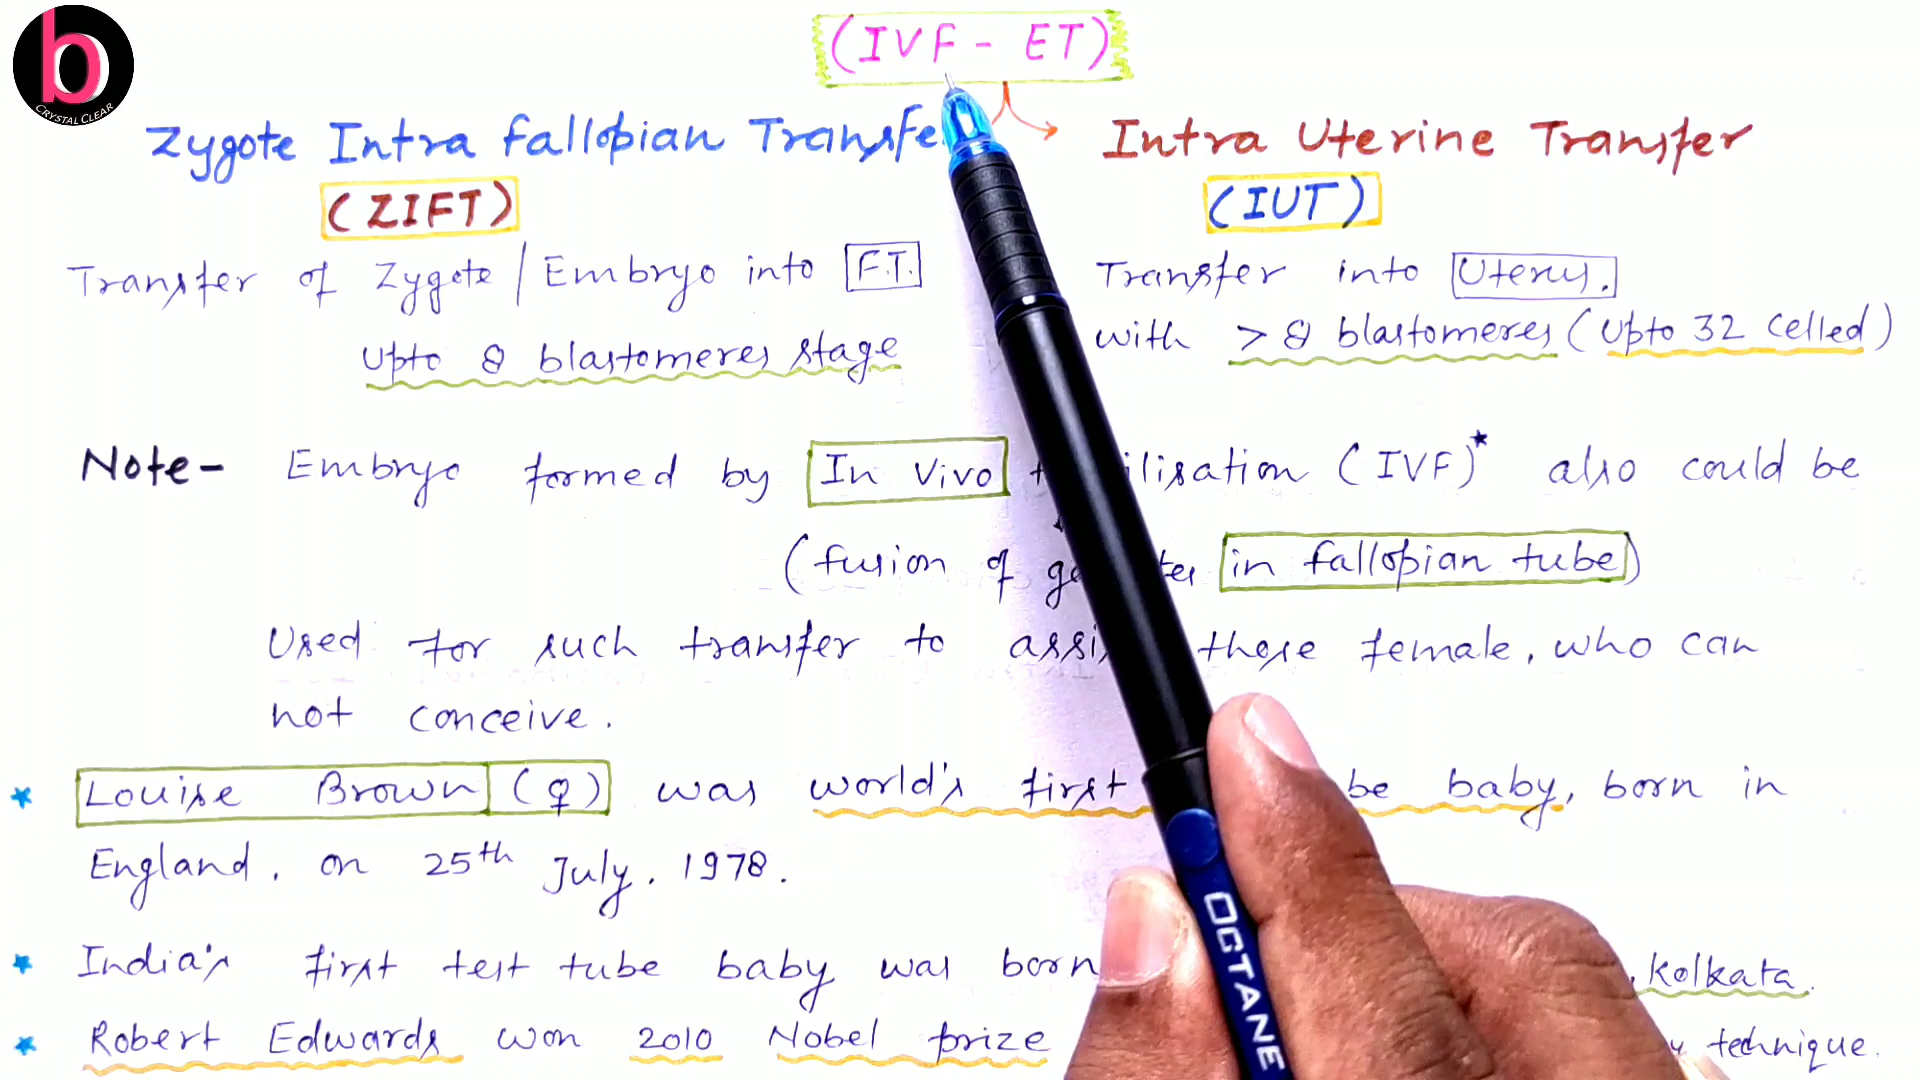 b
CRYSTAL CLEAR
(IVF - ET)
Zygote Intra fallopian Transfe
(ZIFT)
Intra Uterine Transfer
(IUT)
Transfer of Zygote / Embryo into F.T.
Upto 8 blastomeres stage
Transfer into Uterus.
with > 8 blastomeres (Upto 32 Celled)
Note- Embryo formed by In Vivo ilisation (IVF)* also could be
(fusion of in fallopian tube)
Used for such transfer to those female, who can
not conceive.
* Louise Brown (♀) was world's first be baby, born in
England, on 25th July, 1978.
* India's first test tube baby was born Kolkata.
* Robert Edwards won 2010 Nobel prize technique.
OCTANE